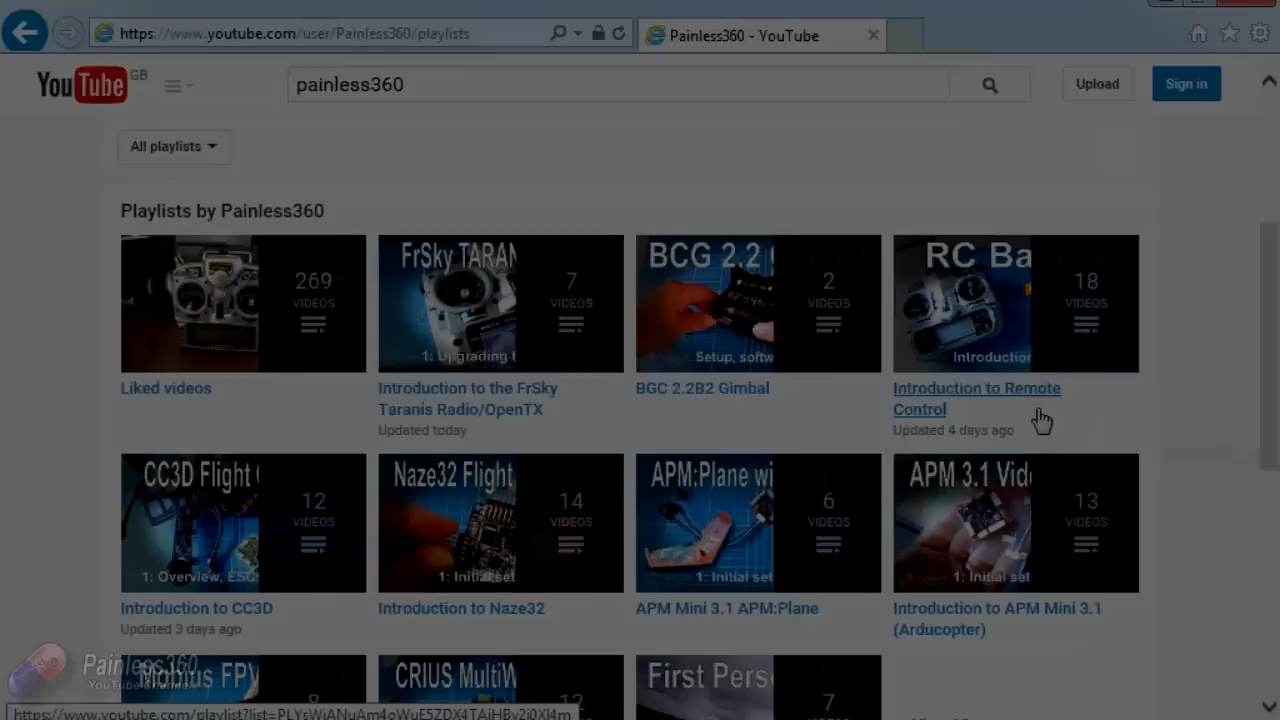 https://www.youtube.com/user/Painless360/playlists
Painless360 - YouTube
YouTube GB
painless360
Upload
Sign in
All playlists
Playlists by Painless360
269
VIDEOS
Liked videos
FrSky TARAN
1: Upgrading t
7
VIDEOS
Introduction to the FrSky
Taranis Radio/OpenTX
Updated today
BCG 2.2
Setup, softw
2
VIDEOS
BGC 2.2B2 Gimbal
RC Ba
Introduction
18
VIDEOS
Introduction to Remote
Control
Updated 4 days ago
CC3D Flight
1: Overview, ESC
12
VIDEOS
Introduction to CC3D
Updated 3 days ago
Naze32 Flight
1: Initial set
14
VIDEOS
Introduction to Naze32
APM:Plane wi
1: Initial set
6
VIDEOS
APM Mini 3.1 APM:Plane
APM 3.1 Vide
1: Initial set
13
VIDEOS
Introduction to APM Mini 3.1
(Arducopter)
Painless360
YouTube Channel
Mobius FPV
8
CRIUS MultiW
12
First Pers
7